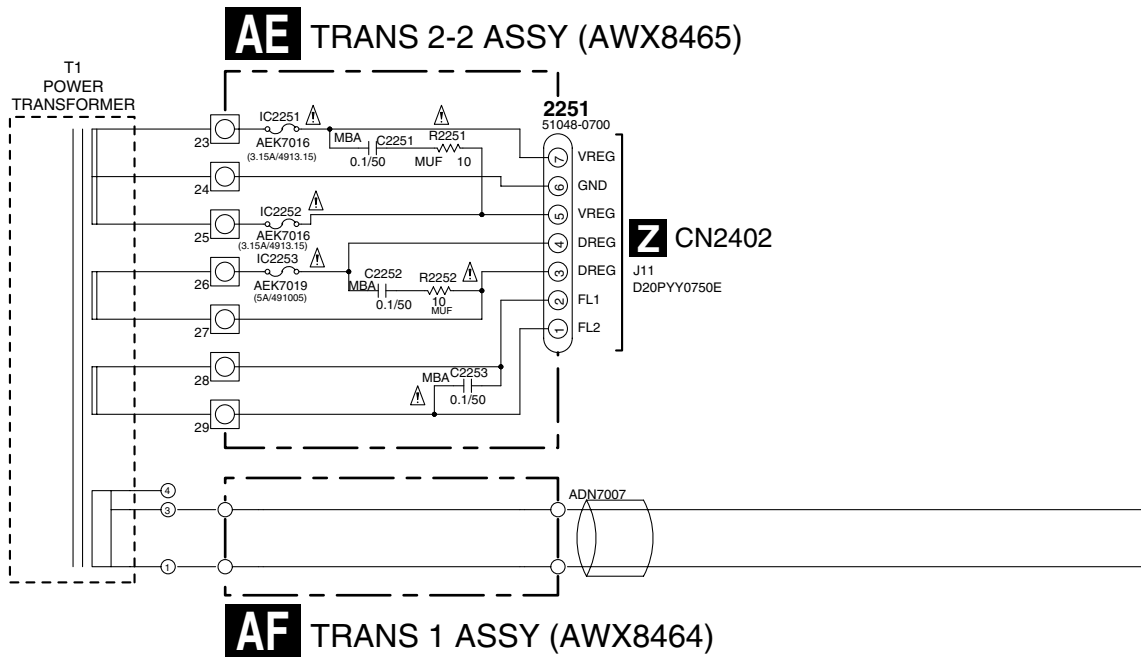 AE TRANS 2-2 ASSY (AWX8465)
T1
POWER
TRANSFORMER
23
IC2251
AEK7016
(3.15A/4913.15)
MBA
C2251
0.1/50
R2251
MUF 10
2251
51048-0700
7 VREG
24
6 GND
25
IC2252
AEK7016
(3.15A/4913.15)
5 VREG
26
IC2253
AEK7019
(5A/491005)
4 DREG
MBA
C2252
0.1/50
R2252
10
MUF
3 DREG
27
2 FL1
1 FL2
Z CN2402
J11
D20PYY0750E
28
MBA
C2253
0.1/50
29
4
3
1
ADN7007
AF TRANS 1 ASSY (AWX8464)